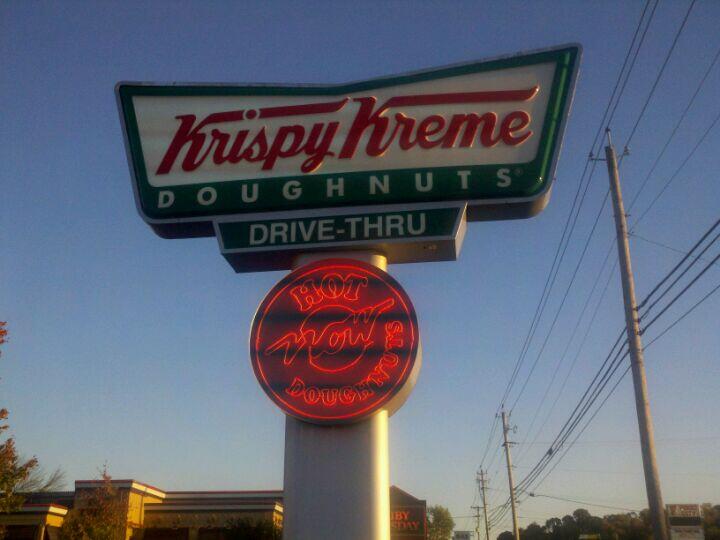 Krispy Kreme
DOUGHNUTS®
DRIVE-THRU
HOT
NOW
DOUGHNUTS